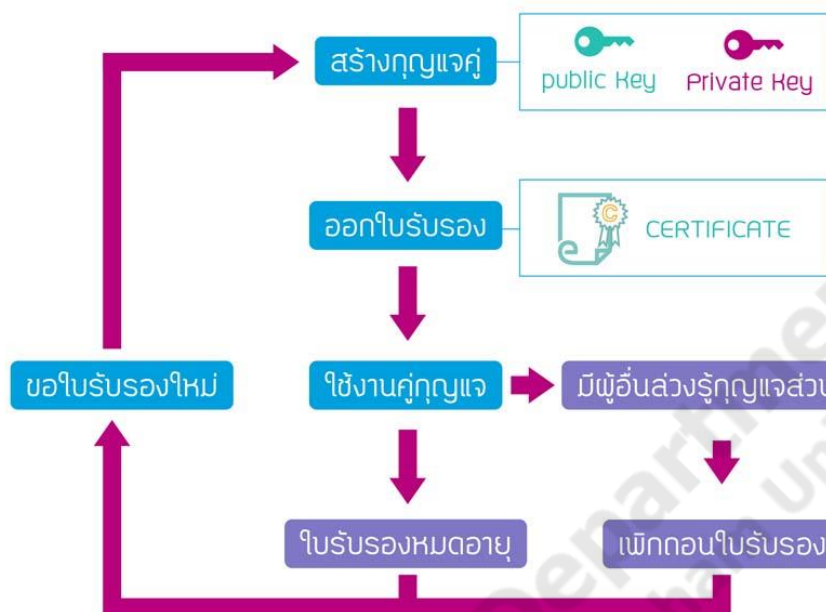 สร้างกุญแจคู่
public Key
Private Key
ออกใบรับรอง
C
CERTIFICATE
ขอใบรับรองใหม่
ใช้งานคู่กุญแจ
มีผู้อื่นล่วงรู้กุญแจส่วน
ใบรับรองหมดอายุ
เพิกถอนใบรับรอง